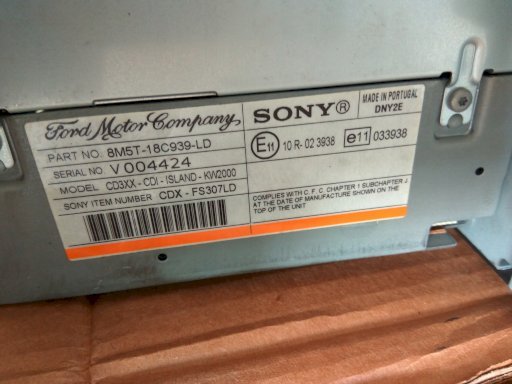 Ford Motor Company,
PART NO. 8M5T-18C939-LD
SERIAL NO. V004424
MODEL CD3XX-CDI-ISLAND-KW2000
SONY ITEM NUMBER CDX-FS307LD
SONY®
MADE IN PORTUGAL
DNY2E
E11 10 R-02 3938
e11 033938
COMPLIES WITH C.F.C CHAPTER 1 SUBCHAPTER J
AT THE DATE OF MANUFACTURE SHOWN ON THE
TOP OF THE UNIT